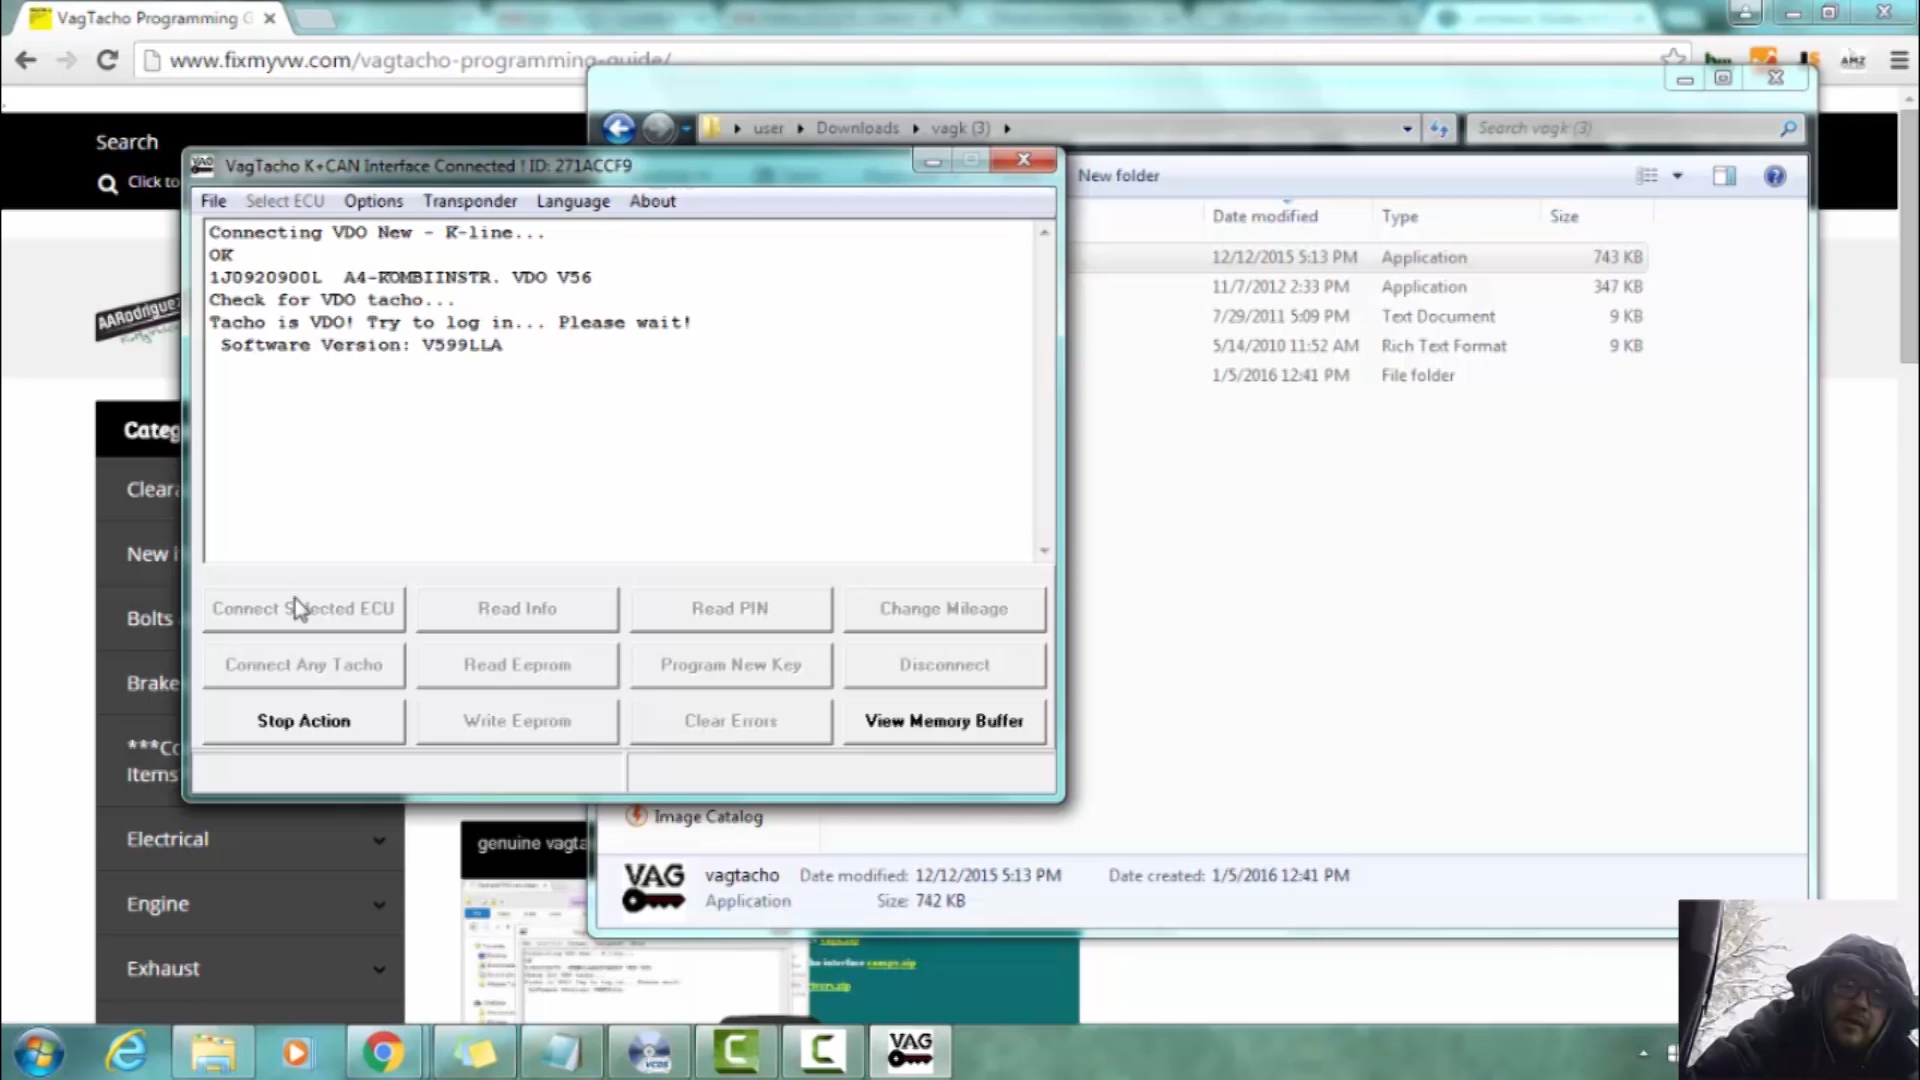 VagTacho Programming G
www.fixmyvw.com/vagtacho-programming-guide/
AMZ
Search
Click to
AARodriguez
Categ
Clear
New i
Bolts
Brake
***Co
Items
Electrical
Engine
Exhaust
user
Downloads
vagk (3)
Search vagk (3)
New folder
Date modified
Type
Size
12/12/2015 5:13 PM
Application
743 KB
11/7/2012 2:33 PM
Application
347 KB
7/29/2011 5:09 PM
Text Document
9 KB
5/14/2010 11:52 AM
Rich Text Format
9 KB
1/5/2016 12:41 PM
File folder
VAG
VagTacho K+CAN Interface Connected ! ID: 271ACCF9
File
Select ECU
Options
Transponder
Language
About
Connecting VDO New - K-line...
OK
1J0920900L A4-KOMBIINSTR. VDO V56
Check for VDO tacho...
Tacho is VDO! Try to log in... Please wait!
Software Version: V599LLA
Connect Selected ECU
Read Info
Read PIN
Change Mileage
Connect Any Tacho
Read Eeprom
Program New Key
Disconnect
Stop Action
Write Eeprom
Clear Errors
View Memory Buffer
Image Catalog
genuine vagta
VAG
vagtacho
Date modified: 12/12/2015 5:13 PM
Date created: 1/5/2016 12:41 PM
Application
Size: 742 KB
VCDS
VAG